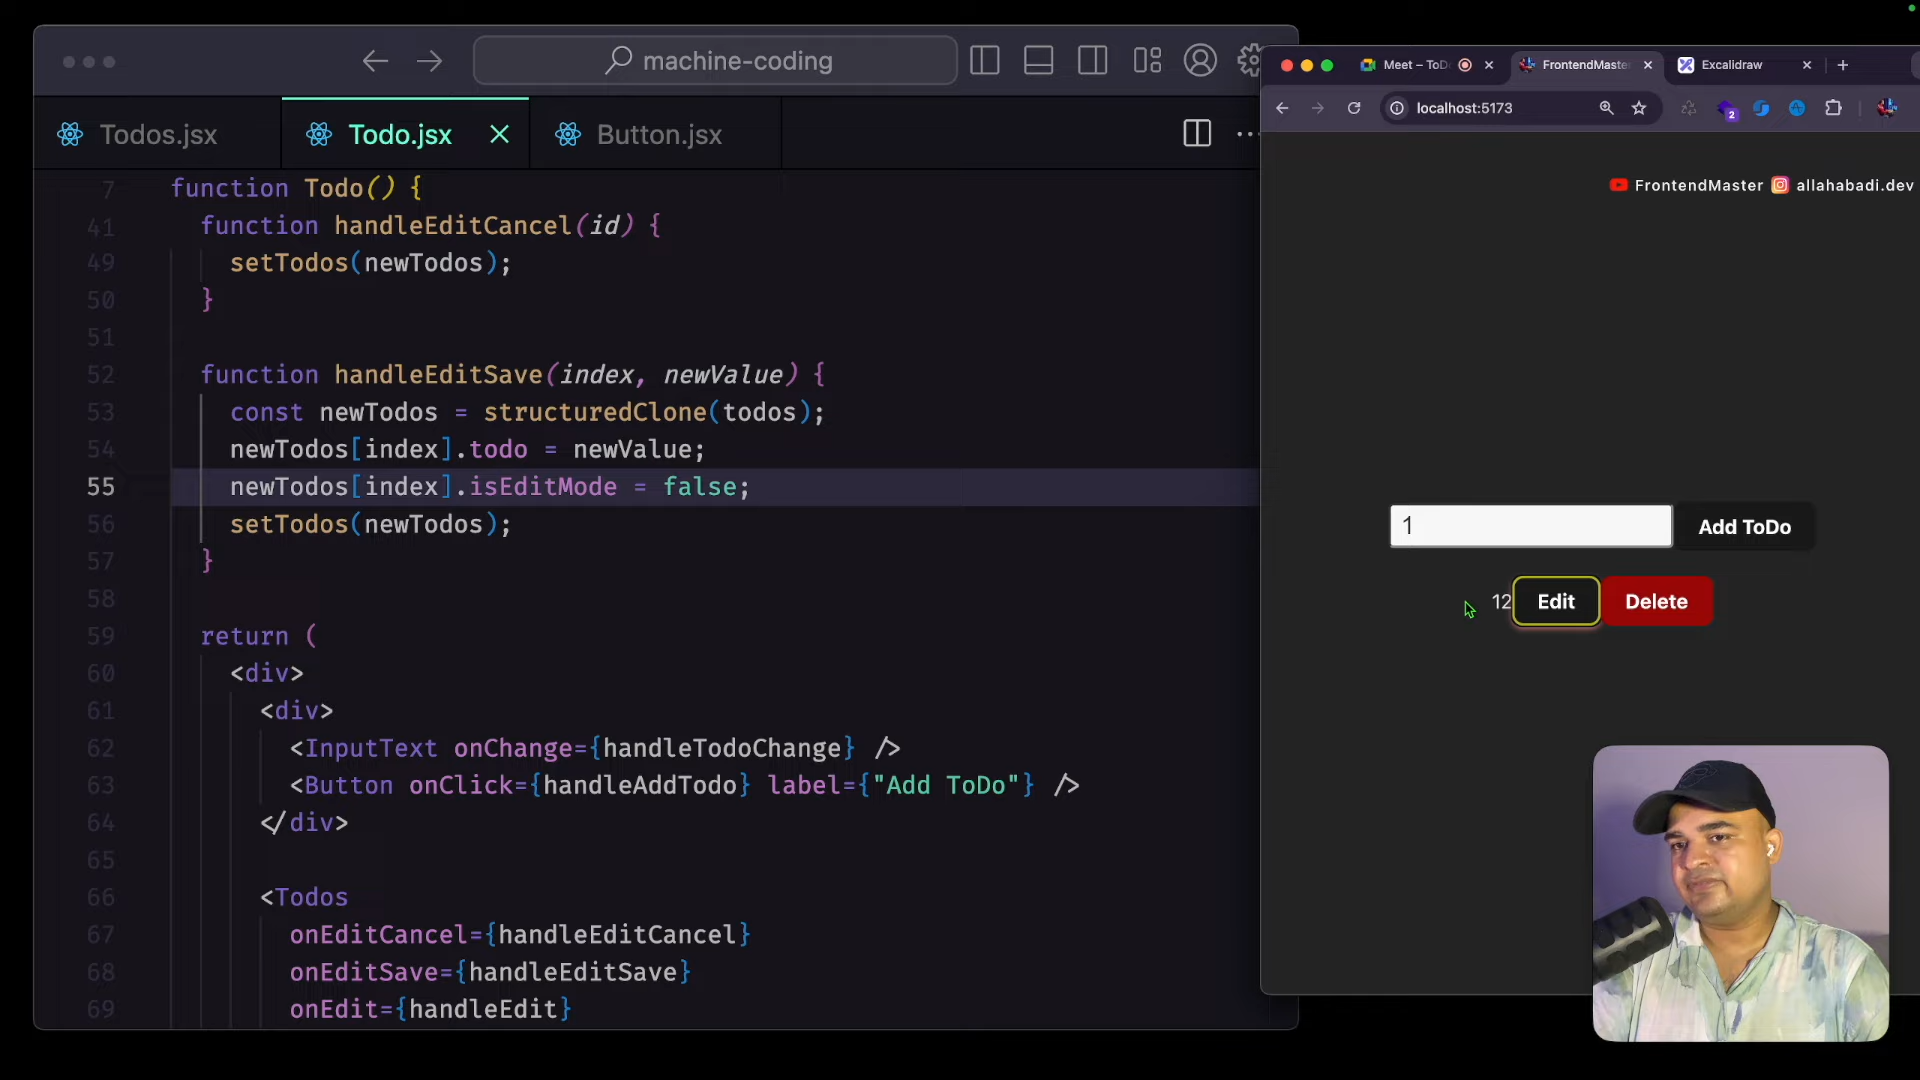 machine-coding
Todos.jsx
Todo.jsx
Button.jsx
7 function Todo() {
41 function handleEditCancel(id) {
49 setTodos(newTodos);
50 }
51
52 function handleEditSave(index, newValue) {
53 const newTodos = structuredClone(todos);
54 newTodos[index].todo = newValue;
55 newTodos[index].isEditMode = false;
56 setTodos(newTodos);
57 }
58
59 return (
60 <div>
61 <div>
62 <InputText onChange={handleTodoChange} />
63 <Button onClick={handleAddTodo} label={"Add ToDo"} />
64 </div>
65
66 <Todos
67 onEditCancel={handleEditCancel}
68 onEditSave={handleEditSave}
69 onEdit={handleEdit}
Meet – ToD
FrontendMaster
Excalidraw
localhost:5173
2
FrontendMaster allahabadi.dev
1
Add ToDo
12 Edit Delete